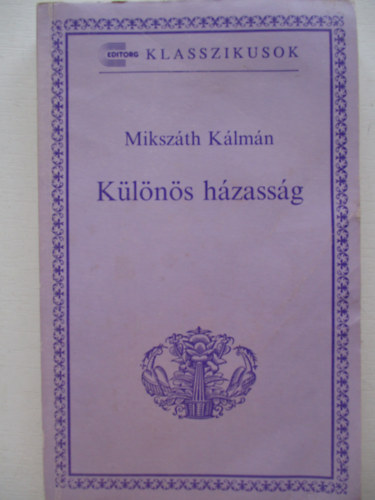 EDITORG KLASSZIKUSOK
Mikszáth Kálmán
Különös házasság